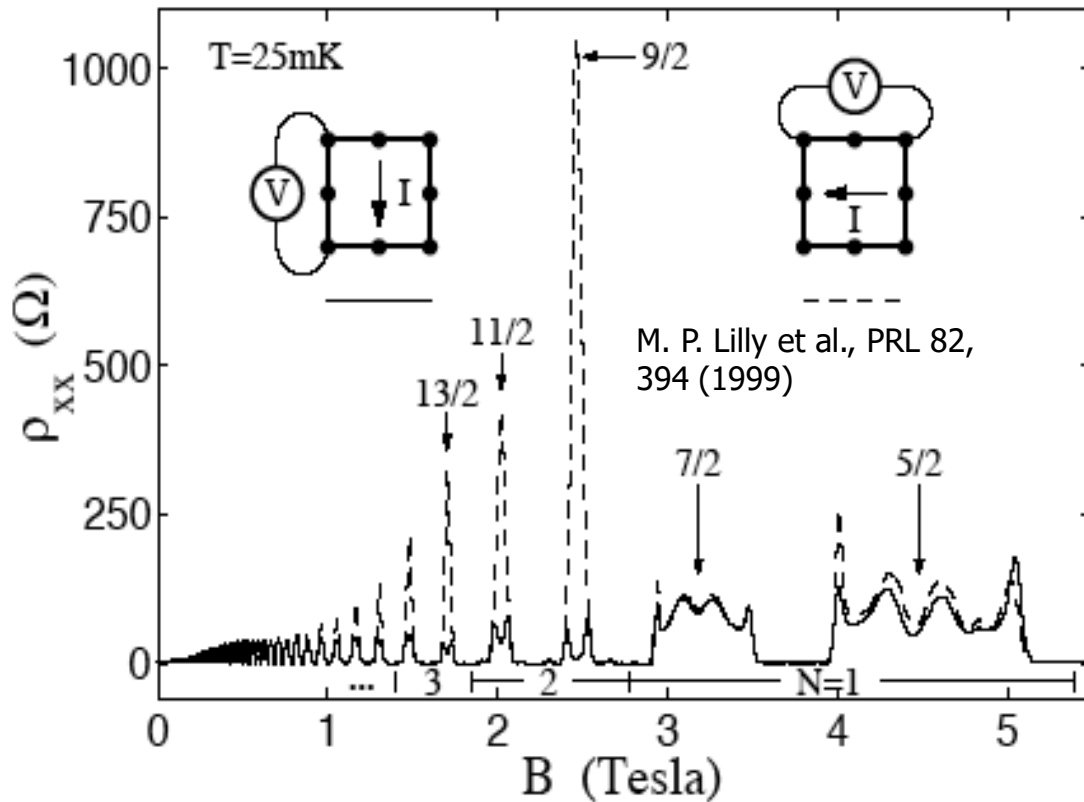 1000
750
500
250
0
ρxx (Ω)
T=25mK
9/2
V
I
V
I
11/2
13/2
M. P. Lilly et al., PRL 82,
394 (1999)
7/2
5/2
... 3 2 N=1
0 1 2 3 4 5
B (Tesla)